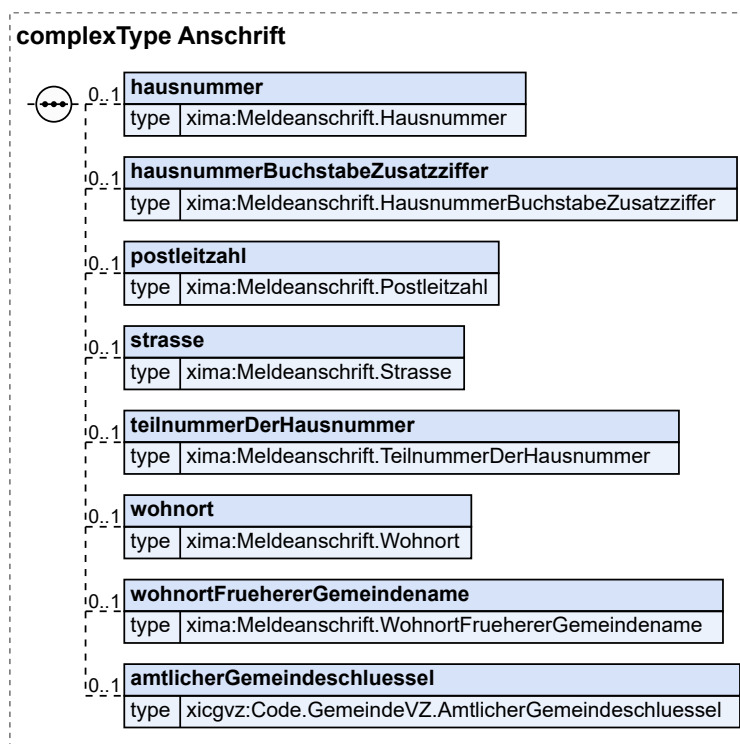 complexType Anschrift
0..1 hausnummer
type xima:Meldeanschrift.Hausnummer
0..1 hausnummerBuchstabeZusatzziffer
type xima:Meldeanschrift.HausnummerBuchstabeZusatzziffer
0..1 postleitzahl
type xima:Meldeanschrift.Postleitzahl
0..1 strasse
type xima:Meldeanschrift.Strasse
0..1 teilnummerDerHausnummer
type xima:Meldeanschrift.TeilnummerDerHausnummer
0..1 wohnort
type xima:Meldeanschrift.Wohnort
0..1 wohnortFruehererGemeindename
type xima:Meldeanschrift.WohnortFruehererGemeindename
0..1 amtlicherGemeindeschluessel
type xicgvz:Code.GemeindeVZ.AmtlicherGemeindeschluessel